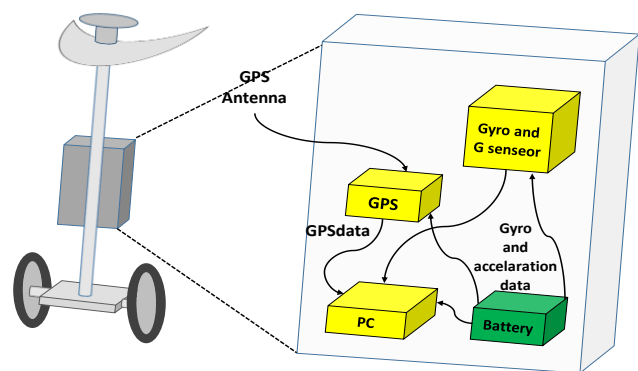 GPS
Antenna
Gyro and
G senseor
GPS
GPSdata
Gyro
and
accelaration
data
PC
Battery